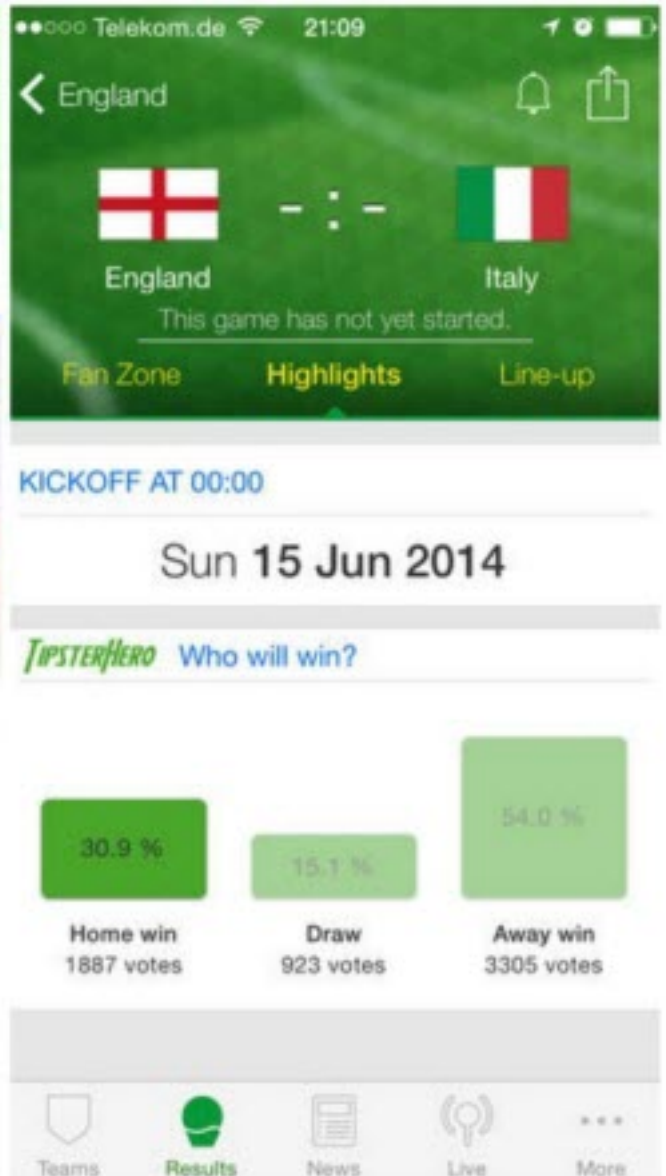 Telekom.de 21:09
England
- : -
England Italy
This game has not yet started.
Fan Zone Highlights Line-up
KICKOFF AT 00:00
Sun 15 Jun 2014
TIPSTERHERO Who will win?
30.9 % 15.1 % 54.0 %
Home win Draw Away win
1887 votes 923 votes 3305 votes
Teams Results News Live More